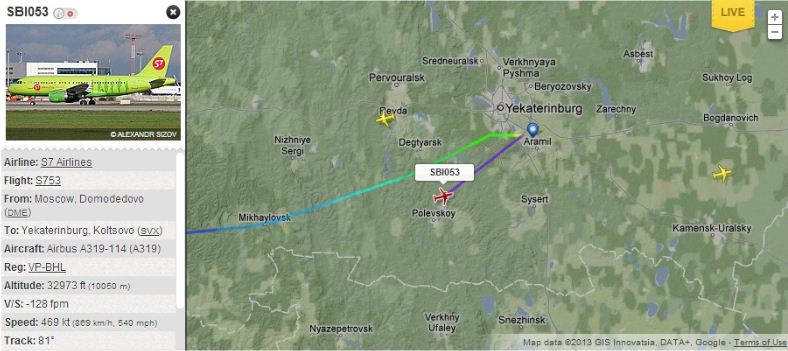 SBI053
LIVE
© ALEXANDR SIZOV
Airline: S7 Airlines
Flight: S753
From: Moscow, Domodedovo
(DME)
To: Yekaterinburg, Koltsovo (SVX)
Aircraft: Airbus A319-114 (A319)
Reg: VP-BHL
Altitude: 32973 ft (10050 m)
V/S: -128 fpm
Speed: 469 kt (869 km/h, 540 mph)
Track: 81°
Sredneuralsk
Verkhnyaya
Pyshma
Asbest
Pervouralsk
Beryozovsky
Sukhoy Log
Revda
Yekaterinburg
Zarechny
Bogdanovich
Nizhniye
Sergi
Degtyarsk
Aramil
SBI053
Mikhaylovsk
Polevskoy
Sysert
Kamensk-Uralsky
Nyazepetrovsk
Verkhny
Ufaley
Snezhinsk
Map data ©2013 GIS Innovatsia, DATA+, Google - Terms of Use